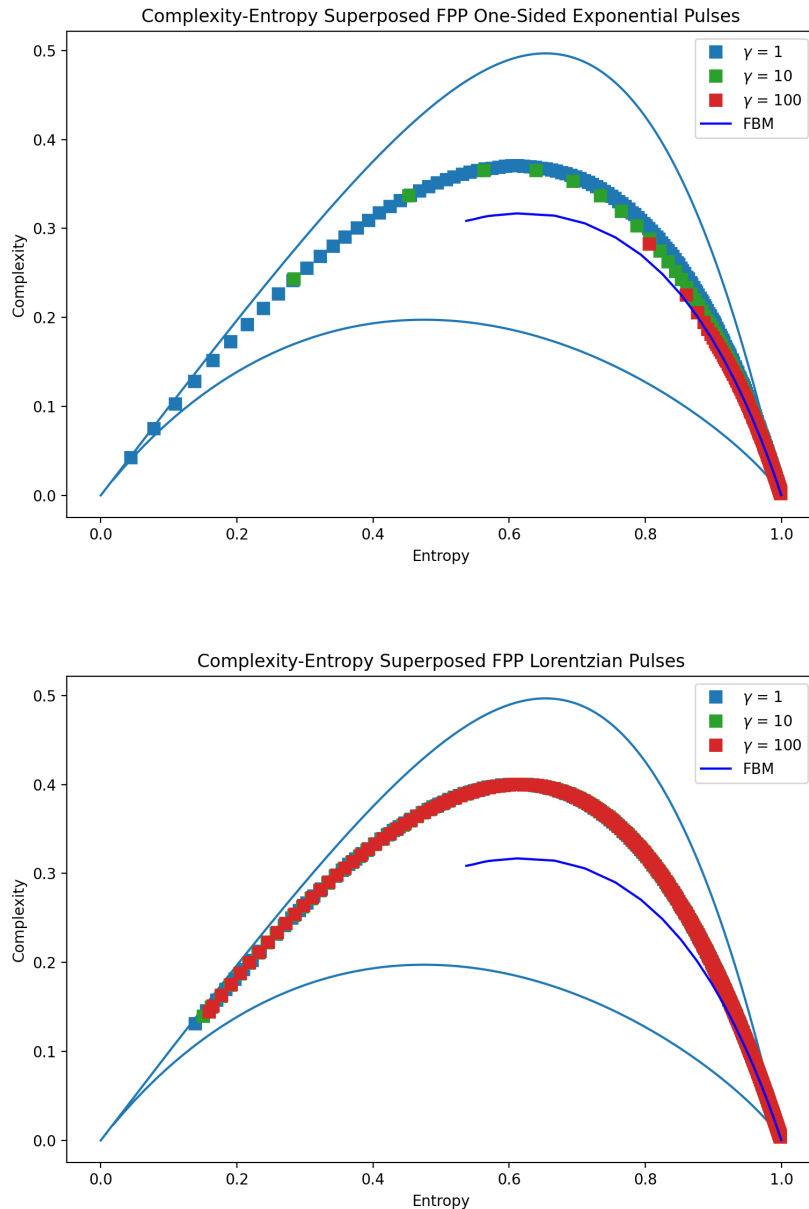 Complexity-Entropy Superposed FPP One-Sided Exponential Pulses
0.5
0.4
0.3
0.2
0.1
0.0
Complexity
γ = 1
γ = 10
γ = 100
FBM
0.0 0.2 0.4 0.6 0.8 1.0
Entropy
Complexity-Entropy Superposed FPP Lorentzian Pulses
0.5
0.4
0.3
0.2
0.1
0.0
Complexity
γ = 1
γ = 10
γ = 100
FBM
0.0 0.2 0.4 0.6 0.8 1.0
Entropy